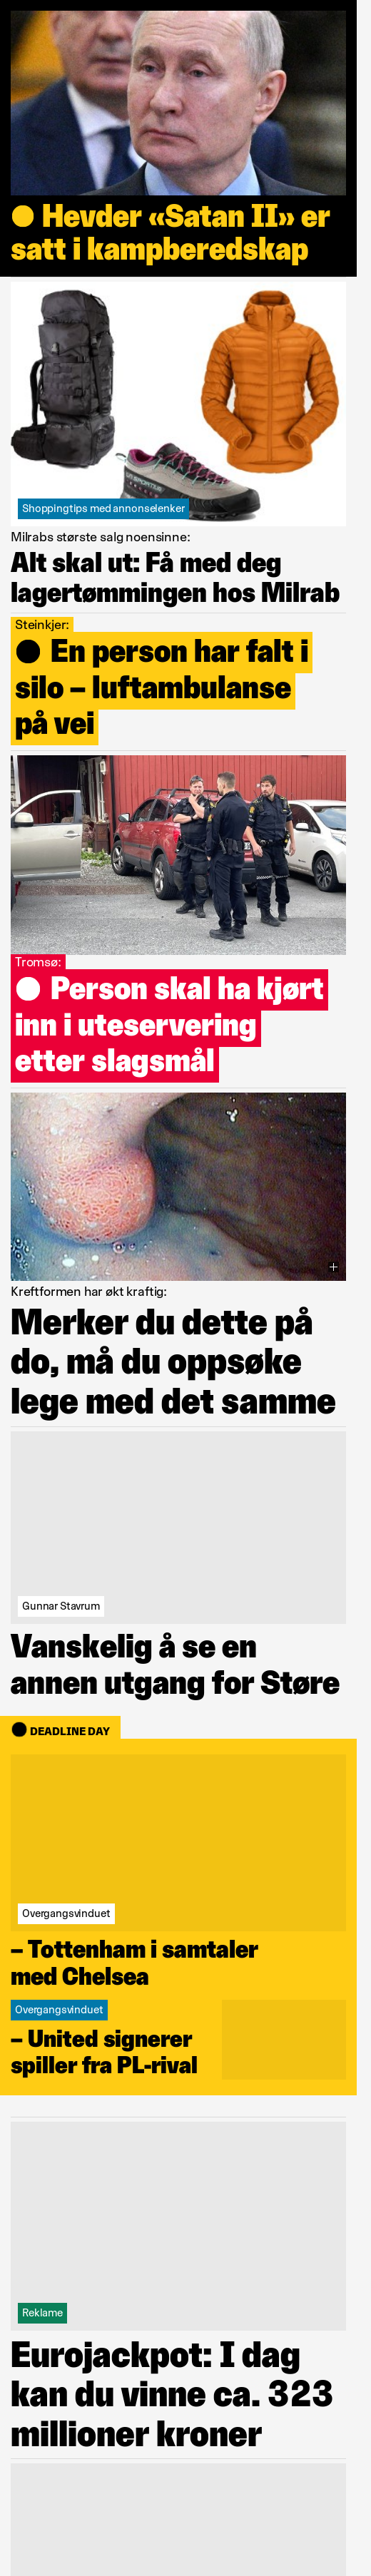 Hevder «Satan II» er
satt i kampberedskap
Shoppingtips med annonselenker
Milrabs største salg noensinne:
Alt skal ut: Få med deg
lagertømmingen hos Milrab
Steinkjer:
En person har falt i
silo – luftambulanse
på vei
Tromsø:
Person skal ha kjørt
inn i uteservering
etter slagsmål
Kreftformen har økt kraftig:
Merker du dette på
do, må du oppsøke
lege med det samme
Gunnar Stavrum
Vanskelig å se en
annen utgang for Støre
DEADLINE DAY
Overgangsvinduet
– Tottenham i samtaler
med Chelsea
Overgangsvinduet
– United signerer
spiller fra PL-rival
Reklame
Eurojackpot: I dag
kan du vinne ca. 323
millioner kroner